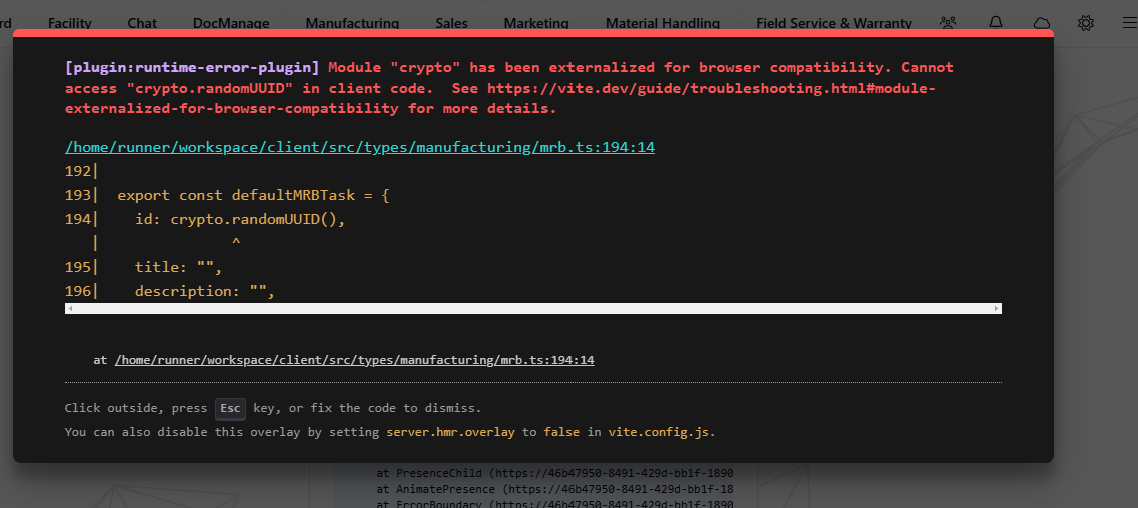 rd Facility Chat DocManage Manufacturing Sales Marketing Material Handling Field Service & Warranty
[plugin:runtime-error-plugin] Module "crypto" has been externalized for browser compatibility. Cannot
access "crypto.randomUUID" in client code.  See https://vite.dev/guide/troubleshooting.html#module-
externalized-for-browser-compatibility for more details.
/home/runner/workspace/client/src/types/manufacturing/mrb.ts:194:14
192|
193|  export const defaultMRBTask = {
194|    id: crypto.randomUUID(),
   |               ^
195|    title: "",
196|    description: "",
at /home/runner/workspace/client/src/types/manufacturing/mrb.ts:194:14
Click outside, press Esc key, or fix the code to dismiss.
You can also disable this overlay by setting server.hmr.overlay to false in vite.config.js.
at PresenceChild (https://46b47950-8491-429d-bb1f-1890
at AnimatePresence (https://46b47950-8491-429d-bb1f-18
at ErrorBoundary (https://46b47950-8491-429d-bb1f-1890